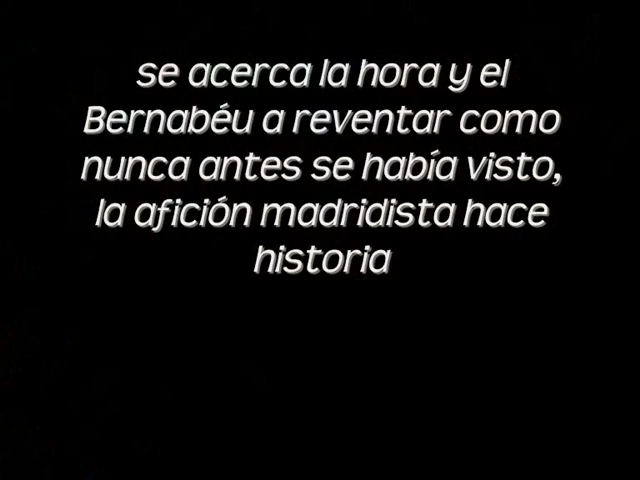 se acerca la hora y el
Bernabéu a reventar como
nunca antes se había visto,
la afición madridista hace
historia